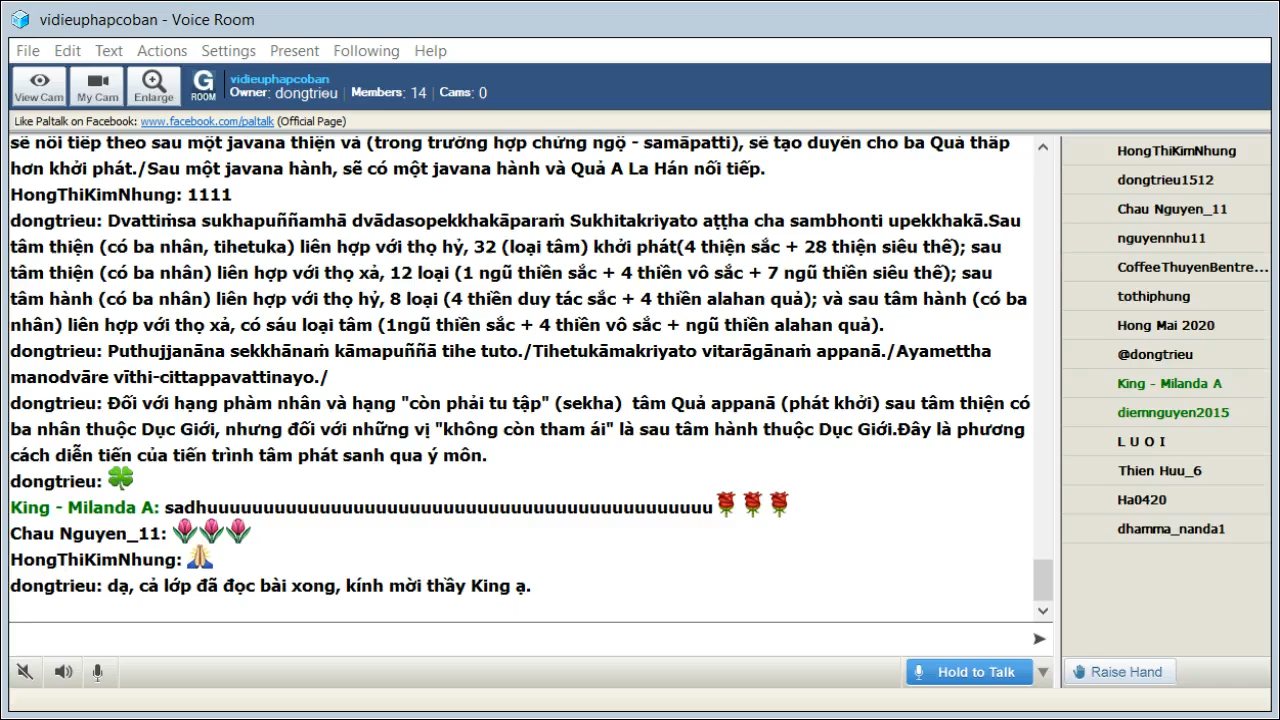 vidieuphapcoban - Voice Room
File Edit Text Actions Settings Present Following Help
View Cam My Cam Enlarge G ROOM vidieuphapcoban
Owner: dongtrieu | Members: 14 | Cams: 0
Like Paltalk on Facebook: www.facebook.com/paltalk (Official Page)
sẽ nối tiếp theo sau một javana thiện và (trong trường hợp chứng ngộ - samāpatti), sẽ tạo duyên cho ba Quả thấp
hơn khởi phát./Sau một javana hành, sẽ có một javana hành và Quả A La Hán nối tiếp.
HongThiKimNhung: 1111
dongtrieu: Dvattiṁsa sukhapuññamhā dvādasopekkhakāparaṁ Sukhitakriyato aṭṭha cha sambhonti upekkhakā.Sau
tâm thiện (có ba nhân, tihetuka) liên hợp với thọ hỷ, 32 (loại tâm) khởi phát(4 thiện sắc + 28 thiện siêu thế); sau
tâm thiện (có ba nhân) liên hợp với thọ xả, 12 loại (1 ngũ thiền sắc + 4 thiền vô sắc + 7 ngũ thiền siêu thế); sau
tâm hành (có ba nhân) liên hợp với thọ hỷ, 8 loại (4 thiền duy tác sắc + 4 thiền alahan quả); và sau tâm hành (có ba
nhân) liên hợp với thọ xả, có sáu loại tâm (1ngũ thiền sắc + 4 thiền vô sắc + ngũ thiền alahan quả).
dongtrieu: Puthujjanāna sekkhānaṁ kāmapuññā tihe tuto./Tihetukāmakriyato vitarāgānaṁ appanā./Ayamettha
manodvāre vīthi-cittappavattinayo./
dongtrieu: Đối với hạng phàm nhân và hạng "còn phải tu tập" (sekha) tâm Quả appanā (phát khởi) sau tâm thiện có
ba nhân thuộc Dục Giới, nhưng đối với những vị "không còn tham ái" là sau tâm hành thuộc Dục Giới.Đây là phương
cách diễn tiến của tiến trình tâm phát sanh qua ý môn.
dongtrieu:
King - Milanda A: sadhuuuuuuuuuuuuuuuuuuuuuuuuuuuuuuuuuuuuuuuuuuuuu
Chau Nguyen_11:
HongThiKimNhung:
dongtrieu: dạ, cả lớp đã đọc bài xong, kính mời thầy King ạ.
HongThiKimNhung
dongtrieu1512
Chau Nguyen_11
nguyennhu11
CoffeeThuyenBentre...
tothiphung
Hong Mai 2020
@dongtrieu
King - Milanda A
diemnguyen2015
L U O I
Thien Huu_6
Ha0420
dhamma_nanda1
Hold to Talk
Raise Hand